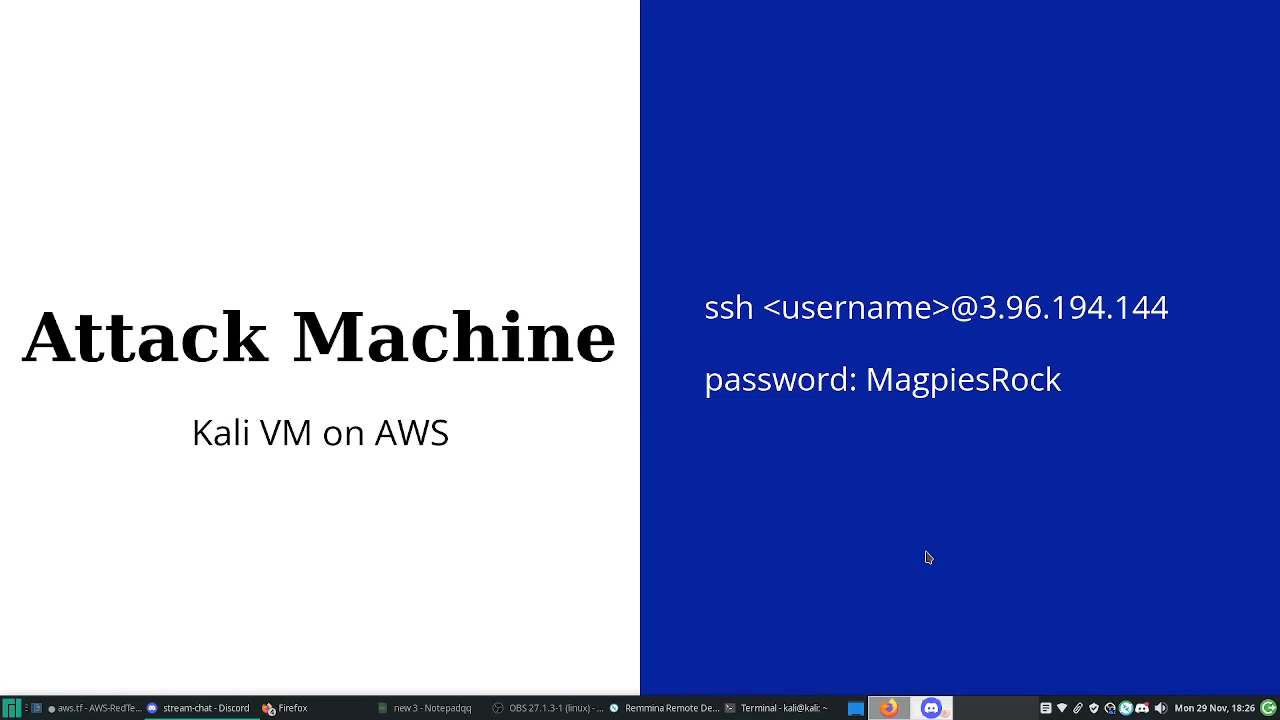 Attack Machine
Kali VM on AWS
ssh <username>@3.96.194.144
password: MagpiesRock
aws.tf - AWS-RedTe...
stream-chat - Discord
Firefox
new 3 - Notepadqq
OBS 27.1.3-1 (linux) - ...
Remmina Remote De...
Terminal - kali@kali: ~
Mon 29 Nov, 18:26